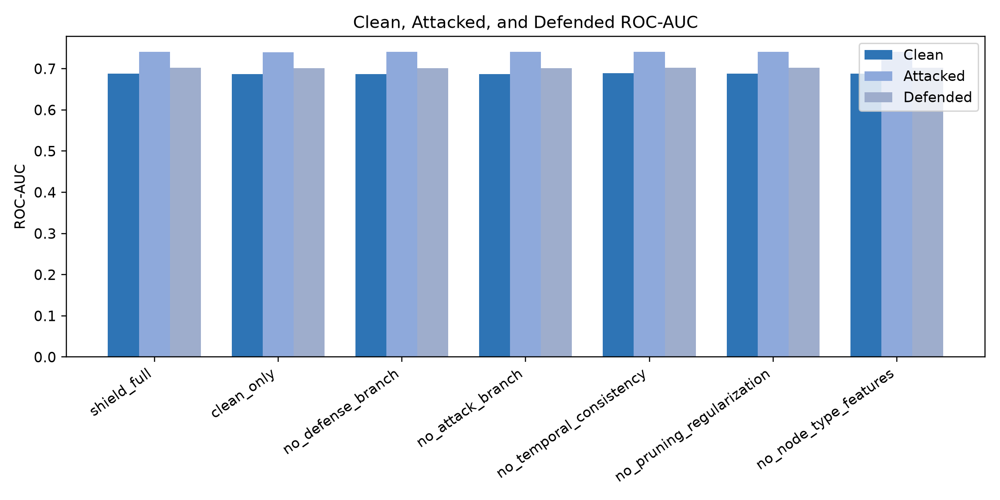 Clean, Attacked, and Defended ROC-AUC
Clean
Attacked
Defended
ROC-AUC
0.7
0.6
0.5
0.4
0.3
0.2
0.1
0.0
shield_full
clean_only
no_defense_branch
no_attack_branch
no_temporal_consistency
no_pruning_regularization
no_node_type_features